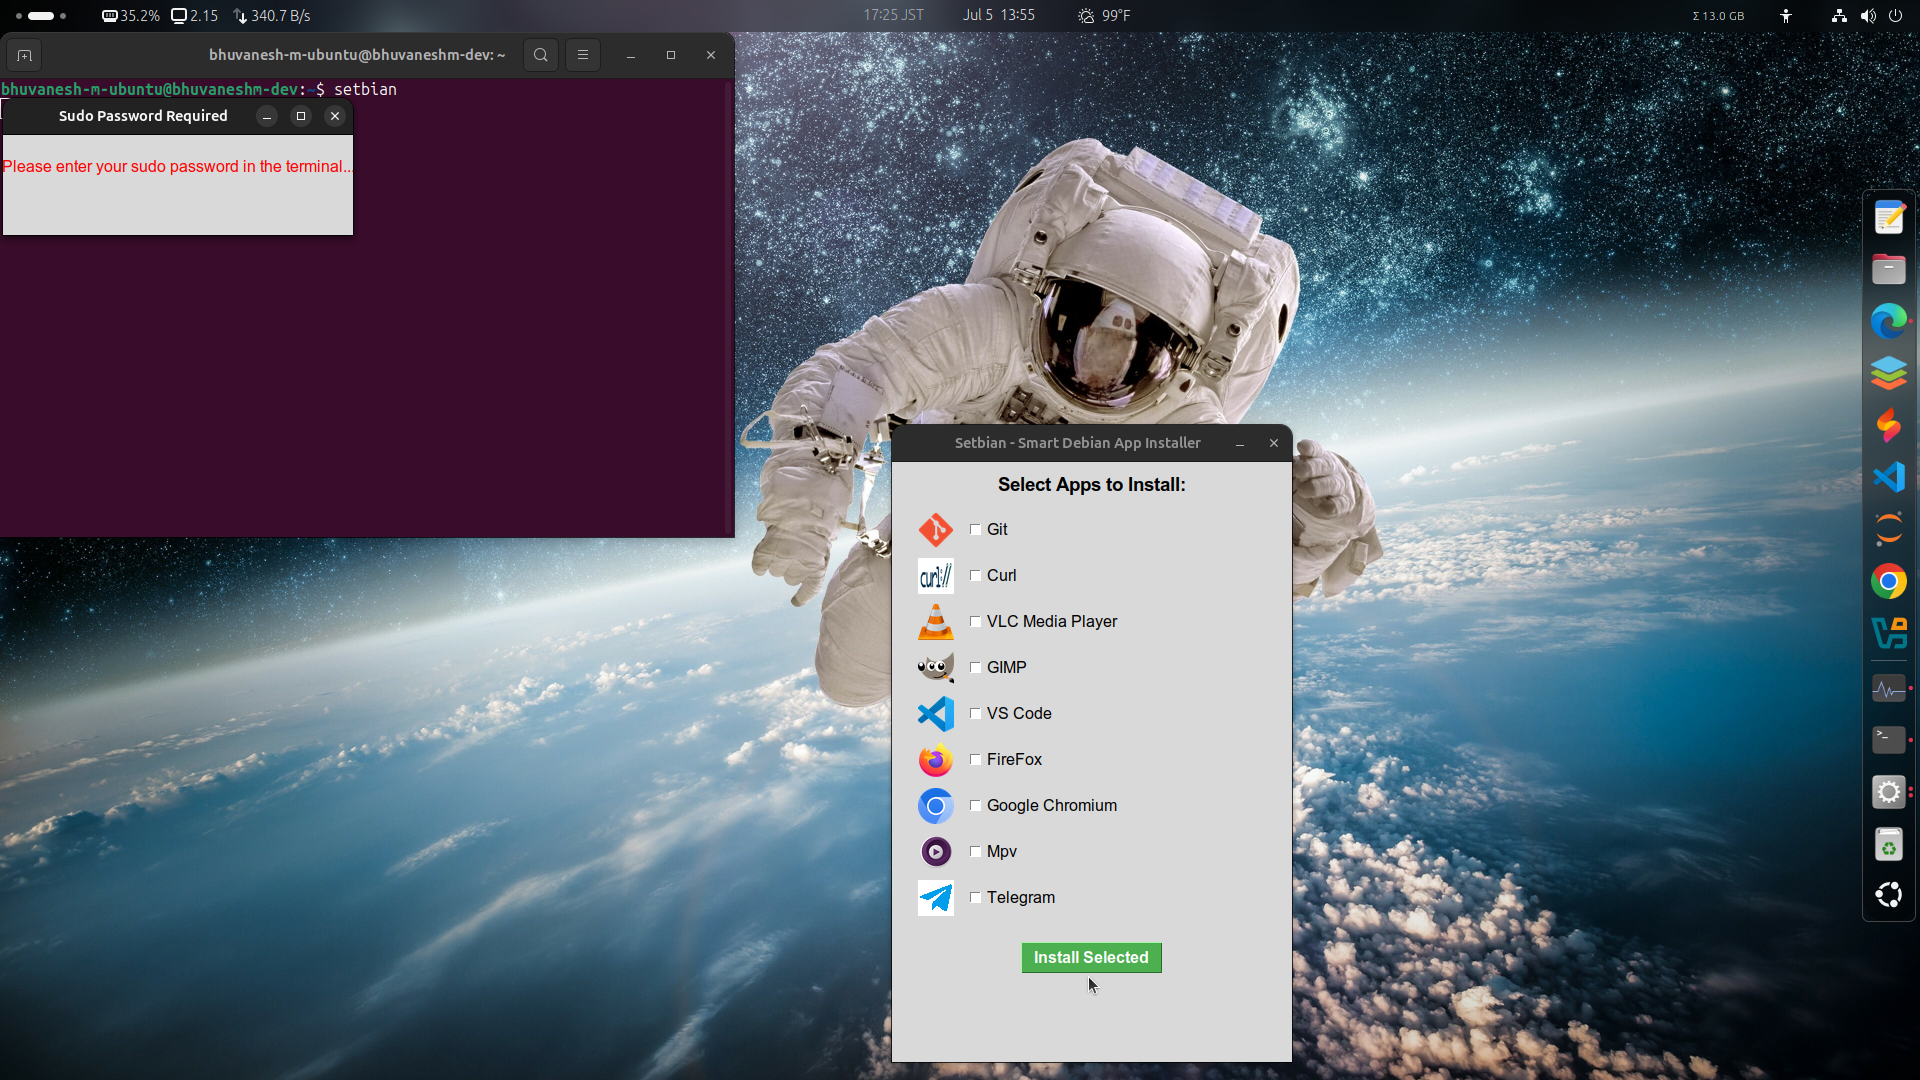 35.2% 2.15 340.7 B/s 17:25 JST Jul 5 13:55 99°F Σ 13.0 GB
bhuvanesh-m-ubuntu@bhuvaneshm-dev: ~
bhuvanesh-m-ubuntu@bhuvaneshm-dev:~$ setbian
Sudo Password Required
Please enter your sudo password in the terminal...
Setbian - Smart Debian App Installer
Select Apps to Install:
Git
curl:// Curl
VLC Media Player
GIMP
VS Code
FireFox
Google Chromium
Mpv
Telegram
Install Selected